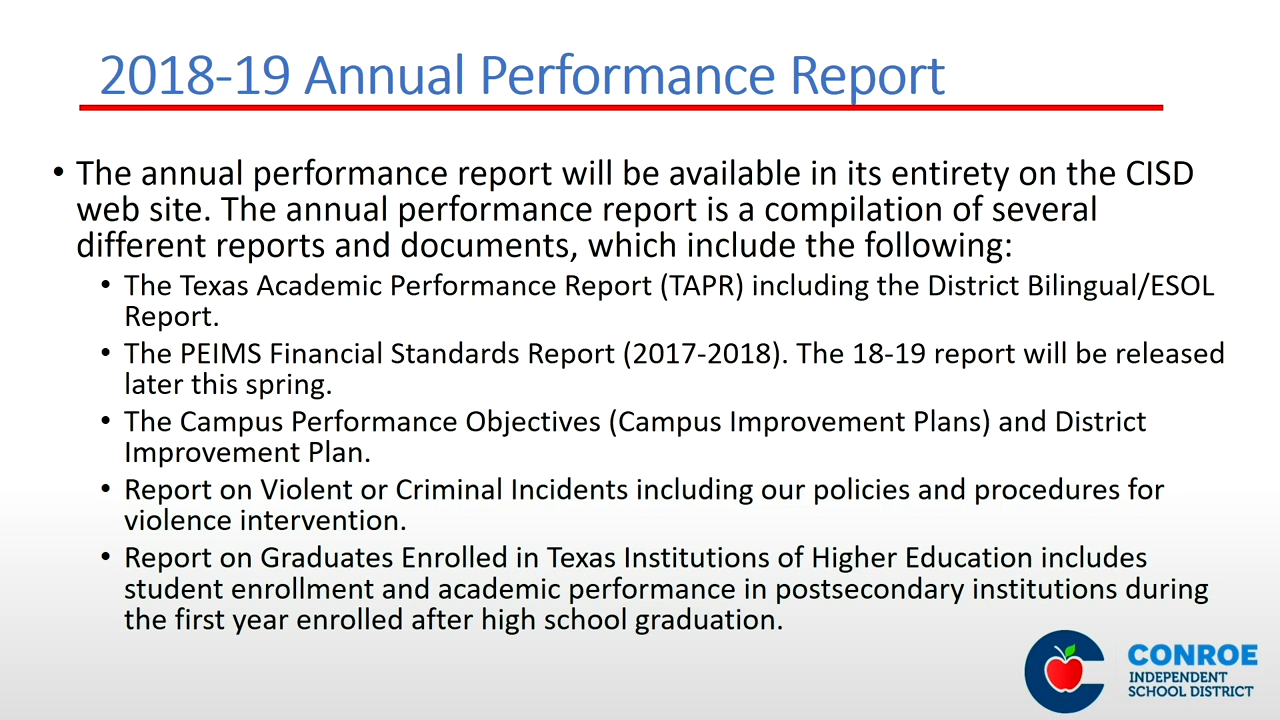 2018-19 Annual Performance Report
• The annual performance report will be available in its entirety on the CISD
web site. The annual performance report is a compilation of several
different reports and documents, which include the following:
• The Texas Academic Performance Report (TAPR) including the District Bilingual/ESOL
Report.
• The PEIMS Financial Standards Report (2017-2018). The 18-19 report will be released
later this spring.
• The Campus Performance Objectives (Campus Improvement Plans) and District
Improvement Plan.
• Report on Violent or Criminal Incidents including our policies and procedures for
violence intervention.
• Report on Graduates Enrolled in Texas Institutions of Higher Education includes
student enrollment and academic performance in postsecondary institutions during
the first year enrolled after high school graduation.
CONROE
INDEPENDENT
SCHOOL DISTRICT